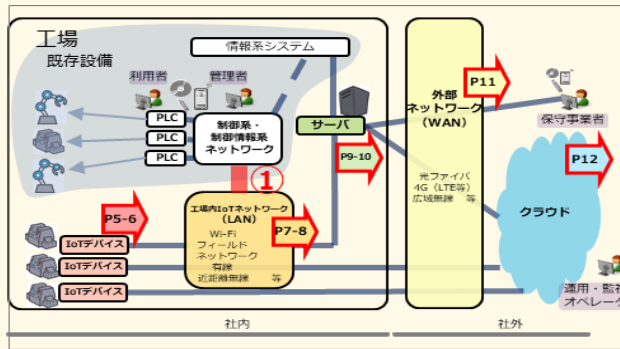 工場
既存設備
情報系システム
利用者
管理者
PLC
PLC
PLC
制御系・
制御情報系
ネットワーク
サーバ
①
P5-6
工場内IoTネットワーク
(LAN)
Wi-Fi
フィールド
ネットワーク
有線
近距離無線 等
P7-8
P9-10
IoTデバイス
IoTデバイス
IoTデバイス
外部
ネットワーク
(WAN)
光ファイバ
4G(LTE等)
広域無線 等
P11
保守事業者
P12
クラウド
運用・監視
オペレータ
社内
社外